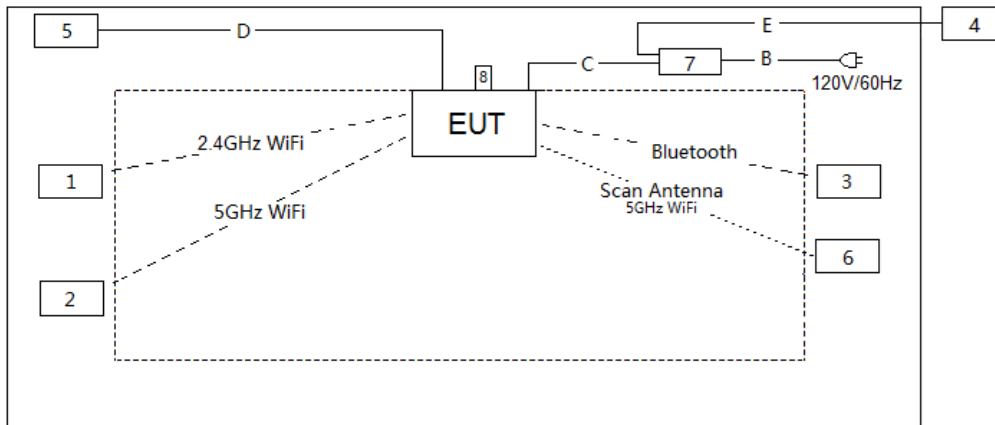 5
D
E
4
C
7
B
8
120V/60Hz
EUT
2.4GHz WiFi
Bluetooth
1
3
Scan Antenna
5GHz WiFi
5GHz WiFi
6
2